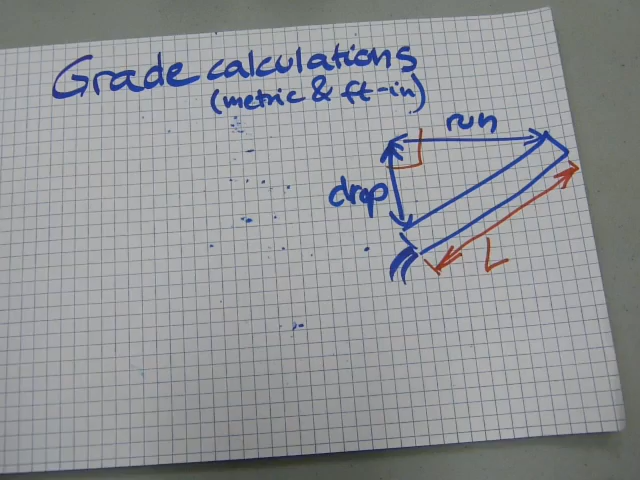 Grade calculations
(metric & ft-in)
run
drop
L